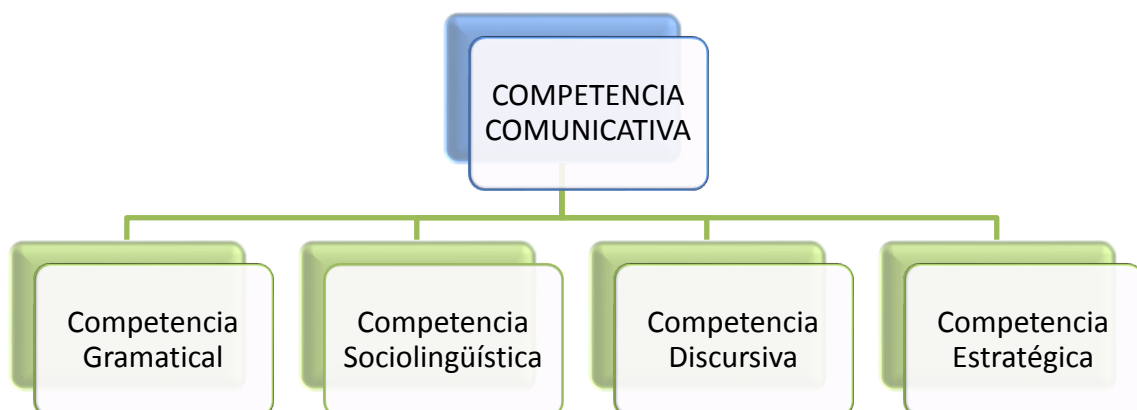 COMPETENCIA
COMUNICATIVA
Competencia
Gramatical
Competencia
Sociolingüística
Competencia
Discursiva
Competencia
Estratégica